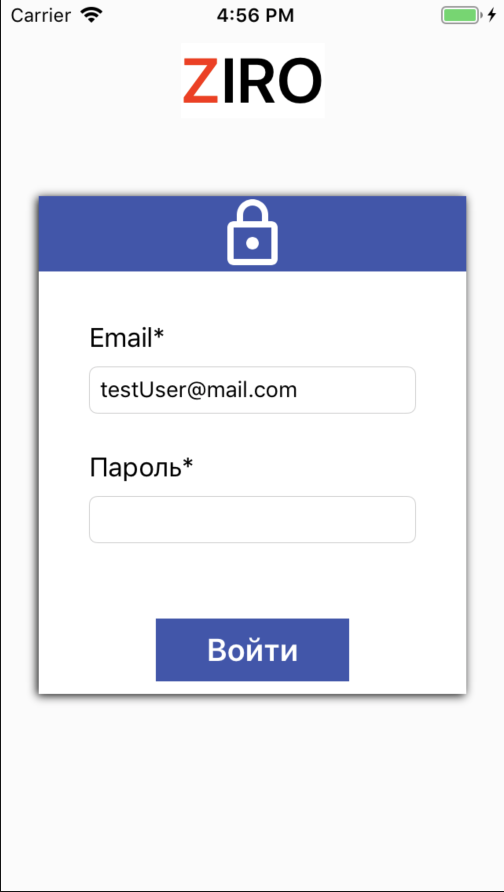 Carrier 4:56 PM
ZIRO
Email*
testUser@mail.com
Пароль*
Войти